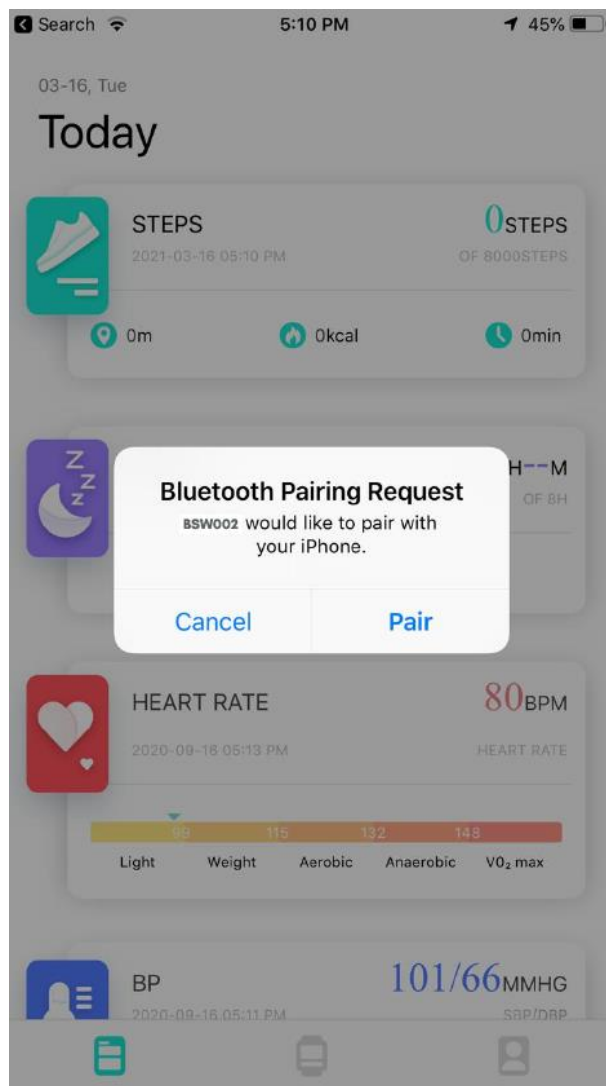 Search
5:10 PM
45%
03-16, Tue
Today
STEPS
0STEPS
2021-03-16 05:10 PM
OF 8000STEPS
0m
0kcal
0min
Z
Z
Z
H--M
OF 8H
Bluetooth Pairing Request
BSW002 would like to pair with
your iPhone.
Cancel
Pair
HEART RATE
80BPM
2020-09-16 05:13 PM
HEART RATE
99 115 132 148
Light Weight Aerobic Anaerobic VO₂ max
BP
101/66MMHG
2020-09-16 05:11 PM
SBP/DBP